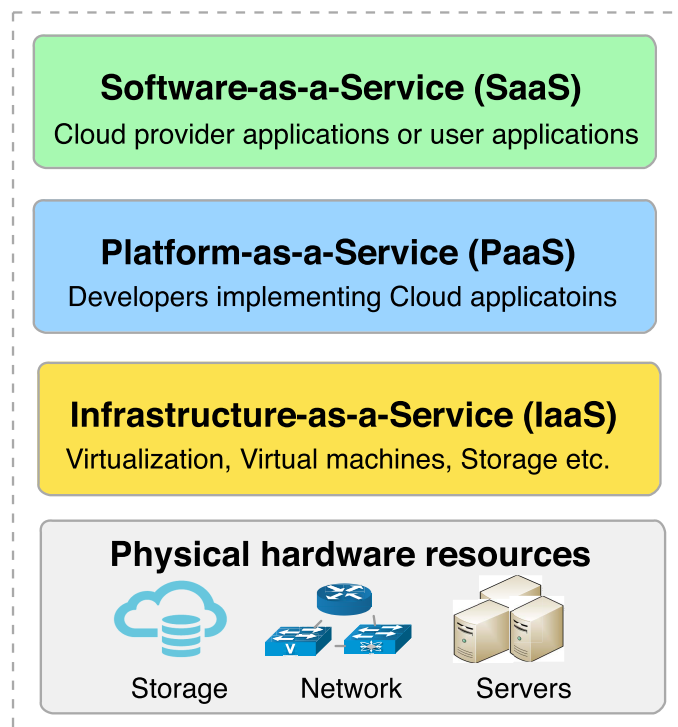 Software-as-a-Service (SaaS)
Cloud provider applications or user applications
Platform-as-a-Service (PaaS)
Developers implementing Cloud applicatoins
Infrastructure-as-a-Service (IaaS)
Virtualization, Virtual machines, Storage etc.
Physical hardware resources
V
Storage Network Servers